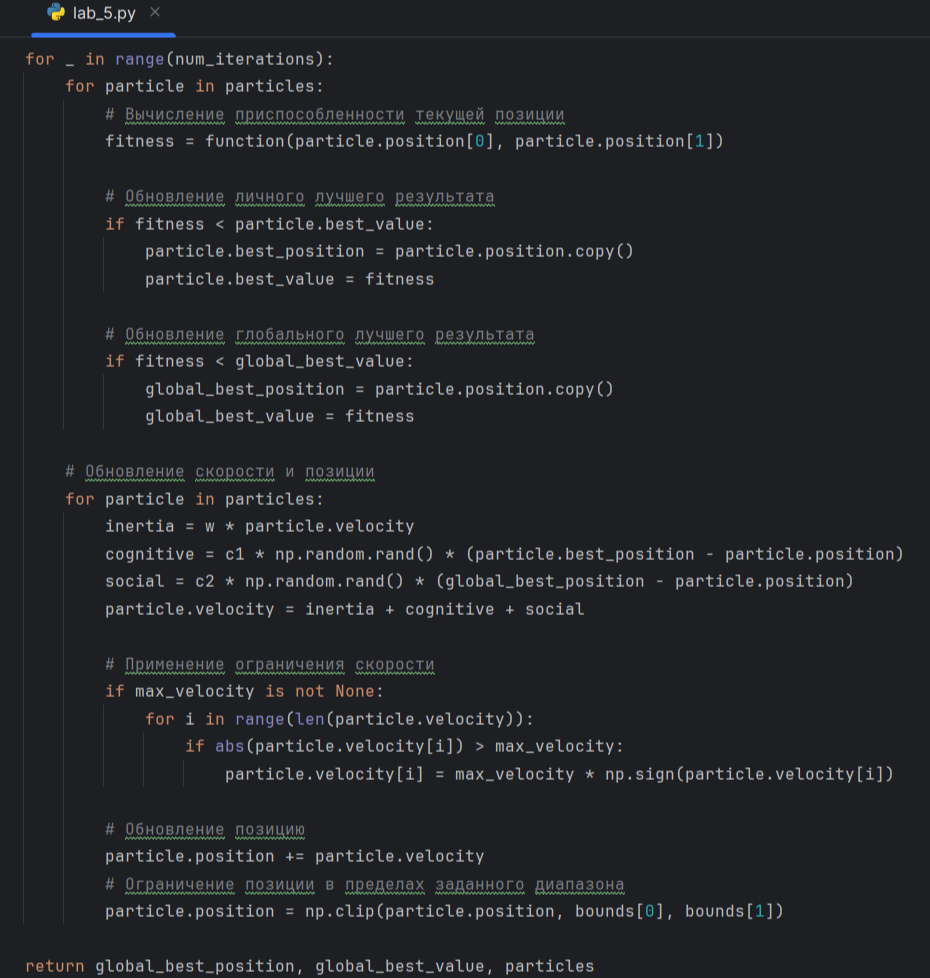 lab_5.py
for _ in range(num_iterations):
    for particle in particles:
        # Вычисление приспособленности текущей позиции
        fitness = function(particle.position[0], particle.position[1])

        # Обновление личного лучшего результата
        if fitness < particle.best_value:
            particle.best_position = particle.position.copy()
            particle.best_value = fitness

        # Обновление глобального лучшего результата
        if fitness < global_best_value:
            global_best_position = particle.position.copy()
            global_best_value = fitness

    # Обновление скорости и позиции
    for particle in particles:
        inertia = w * particle.velocity
        cognitive = c1 * np.random.rand() * (particle.best_position - particle.position)
        social = c2 * np.random.rand() * (global_best_position - particle.position)
        particle.velocity = inertia + cognitive + social

        # Применение ограничения скорости
        if max_velocity is not None:
            for i in range(len(particle.velocity)):
                if abs(particle.velocity[i]) > max_velocity:
                    particle.velocity[i] = max_velocity * np.sign(particle.velocity[i])

        # Обновление позицию
        particle.position += particle.velocity
        # Ограничение позиции в пределах заданного диапазона
        particle.position = np.clip(particle.position, bounds[0], bounds[1])

return global_best_position, global_best_value, particles